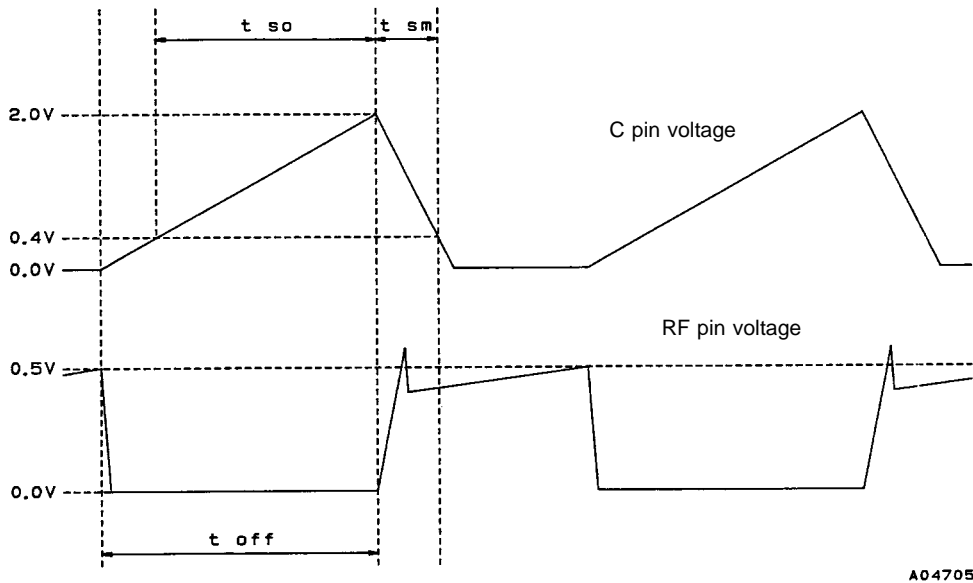 t so
t sm
2.0V
C pin voltage
0.4V
0.0V
RF pin voltage
0.5V
0.0V
t off
A04705